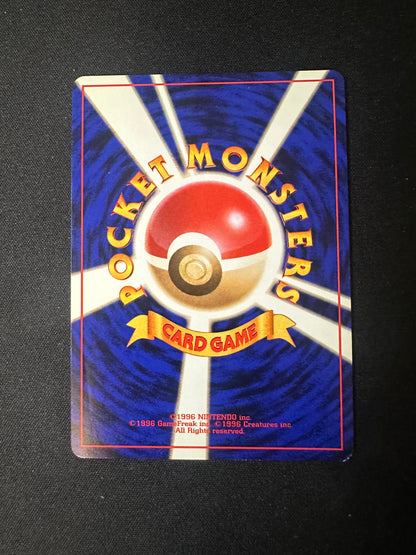 POCKET MONSTERS
CARD GAME
©1996 NINTENDO inc.
©1996 GameFreak inc. ©1996 Creatures inc.
All Rights reserved.